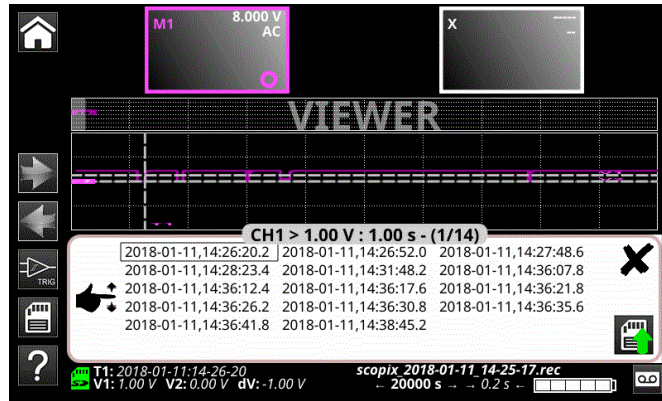 M1 8.000 V
AC
X -----
--
VIEWER
CH1 > 1.00 V : 1.00 s - (1/14)
2018-01-11,14:26:20.2 2018-01-11,14:26:52.0 2018-01-11,14:27:48.6
2018-01-11,14:28:23.4 2018-01-11,14:31:48.2 2018-01-11,14:36:07.8
2018-01-11,14:36:12.4 2018-01-11,14:36:17.6 2018-01-11,14:36:21.8
2018-01-11,14:36:26.2 2018-01-11,14:36:30.8 2018-01-11,14:36:35.6
2018-01-11,14:36:41.8 2018-01-11,14:38:45.2
TRIG
?
T1: 2018-01-11:14-26-20 scopix_2018-01-11_14-25-17.rec
V1: 1.00 V V2: 0.00 V dV: -1.00 V ← 20000 s → → 0.2 s ←